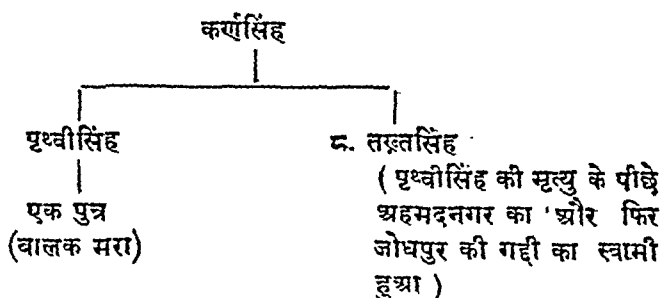 कर्णसिंह
पृथ्वीसिंह
८. तख़्तसिंह
( पृथ्वीसिंह की मृत्यु के पीछे
अहमदनगर का 'और फिर
जोधपुर की गद्दी का स्वामी
हुआ )
एक पुत्र
(बालक मरा)